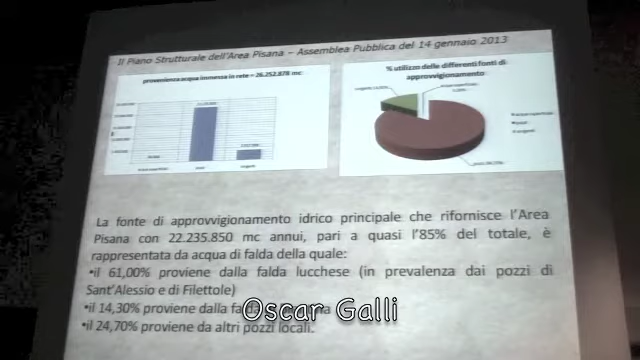 Il Piano Strutturale dell'Area Pisana – Assemblea Pubblica del 14 gennaio 2013
provenienza acqua immessa in rete = 26.252.878 mc
% utilizzo delle differenti fonti di
approvvigionamento
La fonte di approvvigionamento idrico principale che rifornisce l'Area
Pisana con 22.235.850 mc annui, pari a quasi l'85% del totale, è
rappresentata da acqua di falda della quale:
•il 61,00% proviene dalla falda lucchese (in prevalenza dai pozzi di
Sant'Alessio e di Filettole)
•il 14,30% proviene dalla
•il 24,70% proviene da altri pozzi locali.
Oscar Galli